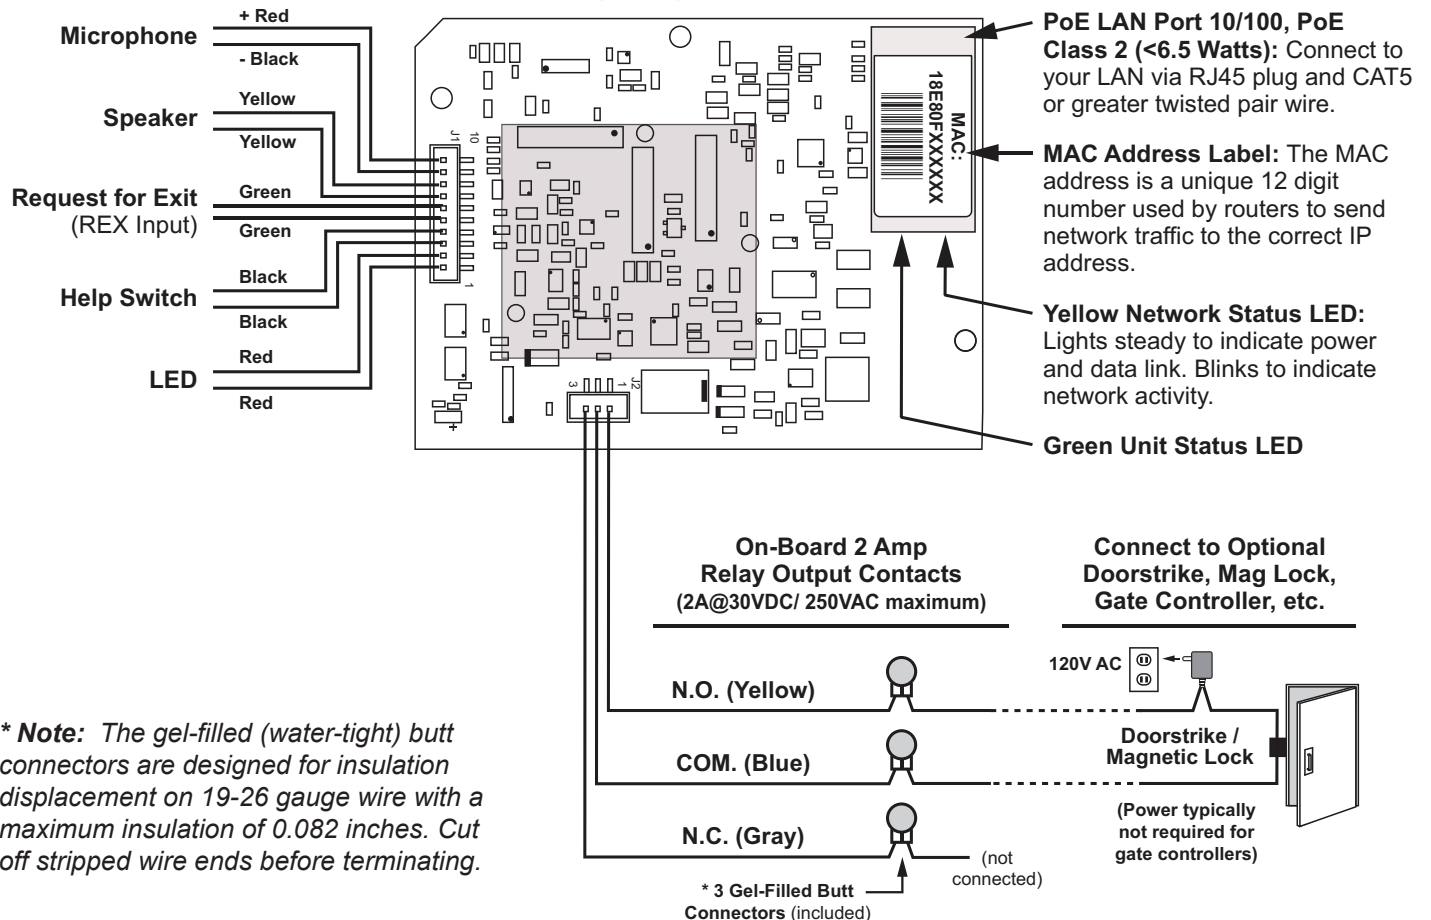 + Red
Microphone
- Black
Yellow
Speaker
Yellow
Green
Request for Exit
(REX Input)
Green
Black
Help Switch
Black
Red
LED
Red
J1
10
1
3
1
J2
+
MAC:
18E80FXXXXXX
PoE LAN Port 10/100, PoE
Class 2 (<6.5 Watts): Connect to
your LAN via RJ45 plug and CAT5
or greater twisted pair wire.
MAC Address Label: The MAC
address is a unique 12 digit
number used by routers to send
network traffic to the correct IP
address.
Yellow Network Status LED:
Lights steady to indicate power
and data link. Blinks to indicate
network activity.
Green Unit Status LED
On-Board 2 Amp
Relay Output Contacts
(2A@30VDC/ 250VAC maximum)
Connect to Optional
Doorstrike, Mag Lock,
Gate Controller, etc.
120V AC
N.O. (Yellow)
Doorstrike /
Magnetic Lock
COM. (Blue)
(Power typically
not required for
gate controllers)
N.C. (Gray)
(not
connected)
* 3 Gel-Filled Butt
Connectors (included)
* Note: The gel-filled (water-tight) butt
connectors are designed for insulation
displacement on 19-26 gauge wire with a
maximum insulation of 0.082 inches. Cut
off stripped wire ends before terminating.